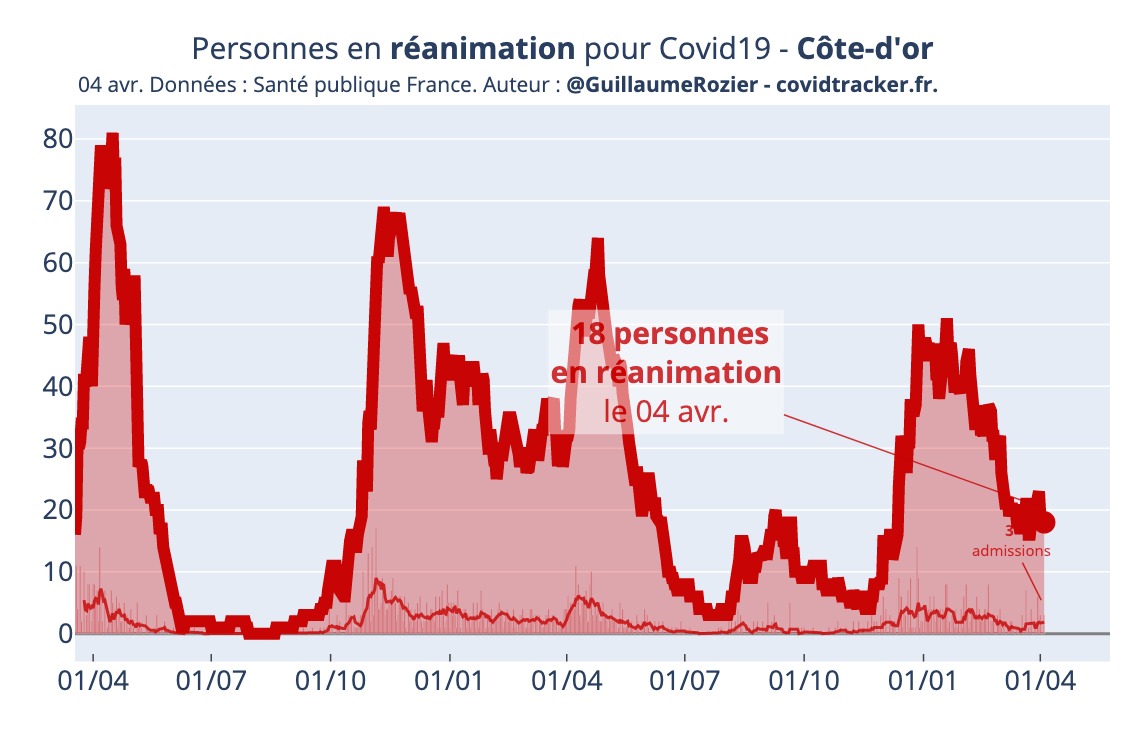 Personnes en réanimation pour Covid19 - Côte-d'or
04 avr. Données : Santé publique France. Auteur : @GuillaumeRozier - covidtracker.fr.
80
70
60
50
40
30
20
10
0
18 personnes
en réanimation
le 04 avr.
3
admissions
01/04 01/07 01/10 01/01 01/04 01/07 01/10 01/01 01/04